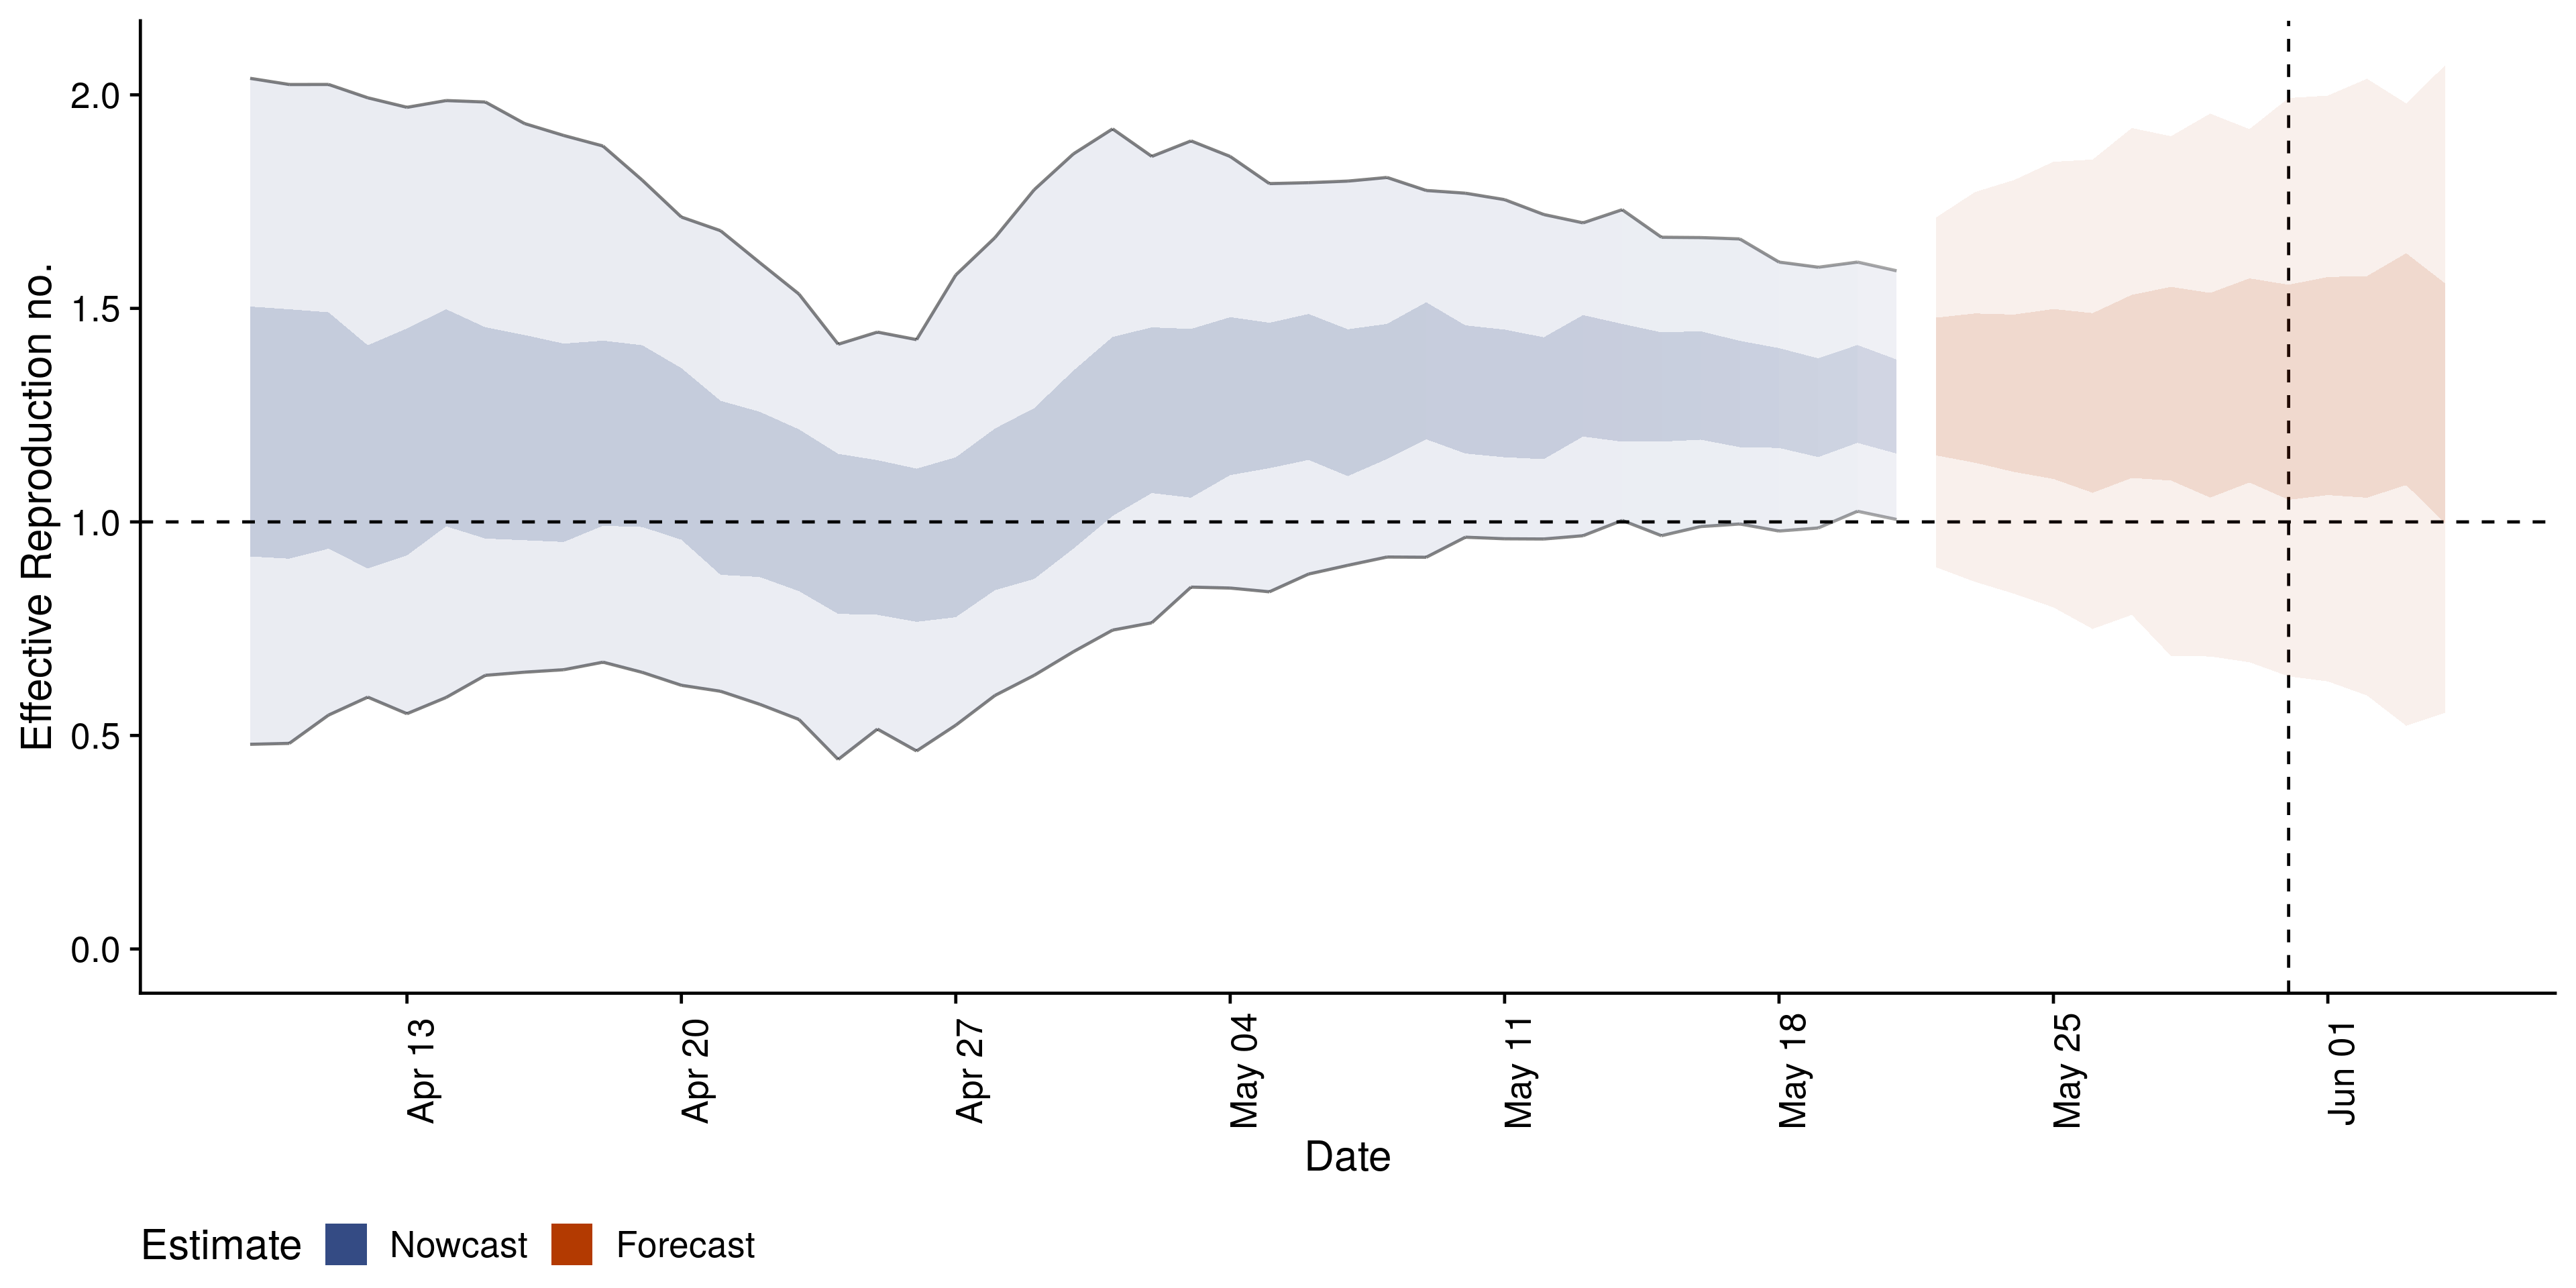 Effective Reproduction no.
2.0
1.5
1.0
0.5
0.0
Apr 13
Apr 20
Apr 27
May 04
May 11
May 18
May 25
Jun 01
Date
Estimate Nowcast Forecast